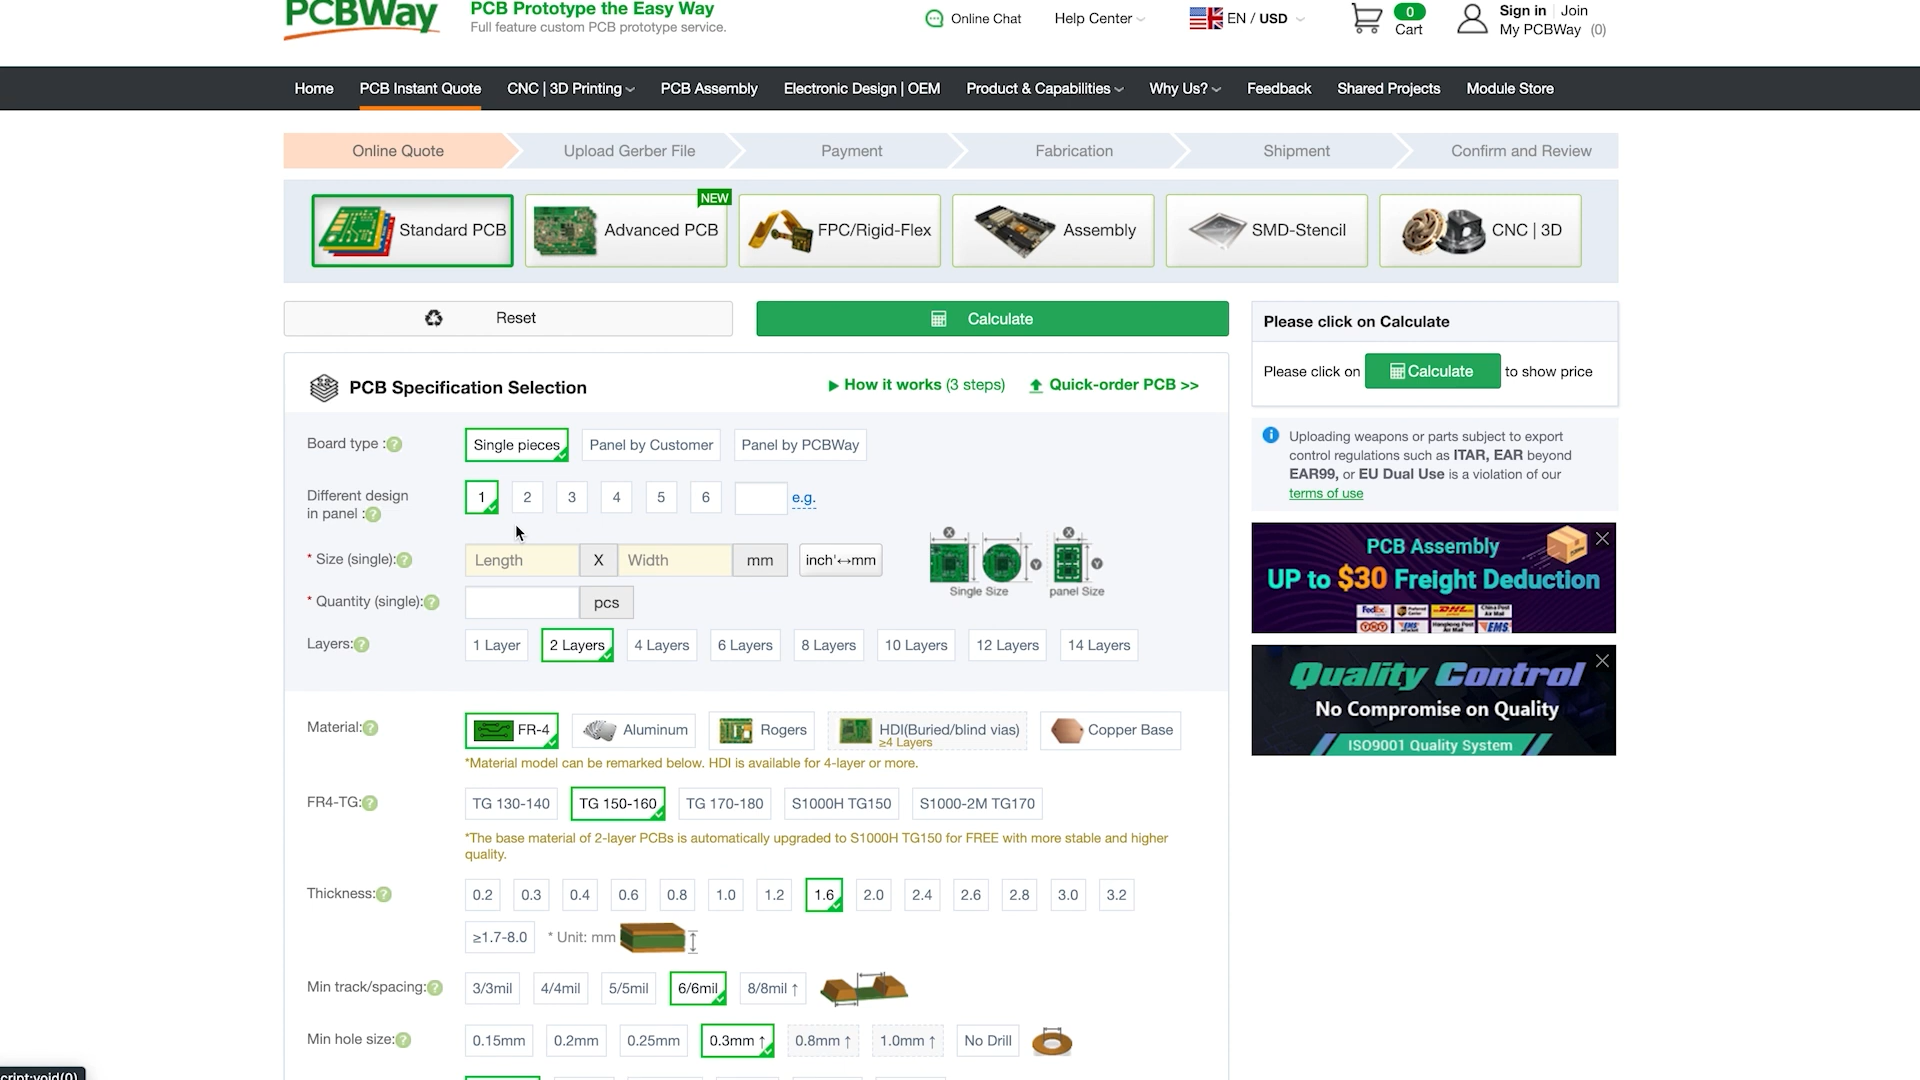 PCBWay
PCB Prototype the Easy Way
Full feature custom PCB prototype service.
Online Chat
Help Center
EN / USD
0
Cart
Sign in | Join
My PCBWay (0)
Home
PCB Instant Quote
CNC | 3D Printing
PCB Assembly
Electronic Design | OEM
Product & Capabilities
Why Us?
Feedback
Shared Projects
Module Store
Online Quote
Upload Gerber File
Payment
Fabrication
Shipment
Confirm and Review
Standard PCB
NEW
Advanced PCB
FPC/Rigid-Flex
Assembly
SMD-Stencil
CNC | 3D
Reset
Calculate
Please click on Calculate
Please click on Calculate to show price
PCB Specification Selection
How it works (3 steps)
Quick-order PCB >>
Board type :?
Single pieces
Panel by Customer
Panel by PCBWay
Different design
in panel :?
1 2 3 4 5 6 e.g.
* Size (single):?
Length X Width mm inch'↔mm
X X
Y Y
Single Size
panel Size
* Quantity (single):?
pcs
Layers:?
1 Layer 2 Layers 4 Layers 6 Layers 8 Layers 10 Layers 12 Layers 14 Layers
Uploading weapons or parts subject to export
control regulations such as ITAR, EAR beyond
EAR99, or EU Dual Use is a violation of our
terms of use
PCB Assembly
UP to $30 Freight Deduction
FedEx DHL China Post Air Mail
TNT EMS Hongkong Post Air Mail EMS
Quality Control
No Compromise on Quality
ISO9001 Quality System
Material:?
FR-4 Aluminum Rogers HDI(Buried/blind vias) Copper Base
≥4 Layers
*Material model can be remarked below. HDI is available for 4-layer or more.
FR4-TG:?
TG 130-140 TG 150-160 TG 170-180 S1000H TG150 S1000-2M TG170
*The base material of 2-layer PCBs is automatically upgraded to S1000H TG150 for FREE with more stable and higher
quality.
Thickness:?
0.2 0.3 0.4 0.6 0.8 1.0 1.2 1.6 2.0 2.4 2.6 2.8 3.0 3.2
≥1.7-8.0 * Unit: mm
Min track/spacing:?
3/3mil 4/4mil 5/5mil 6/6mil 8/8mil ↑
Min hole size:?
0.15mm 0.2mm 0.25mm 0.3mm ↑ 0.8mm ↑ 1.0mm ↑ No Drill
cript:void(0)